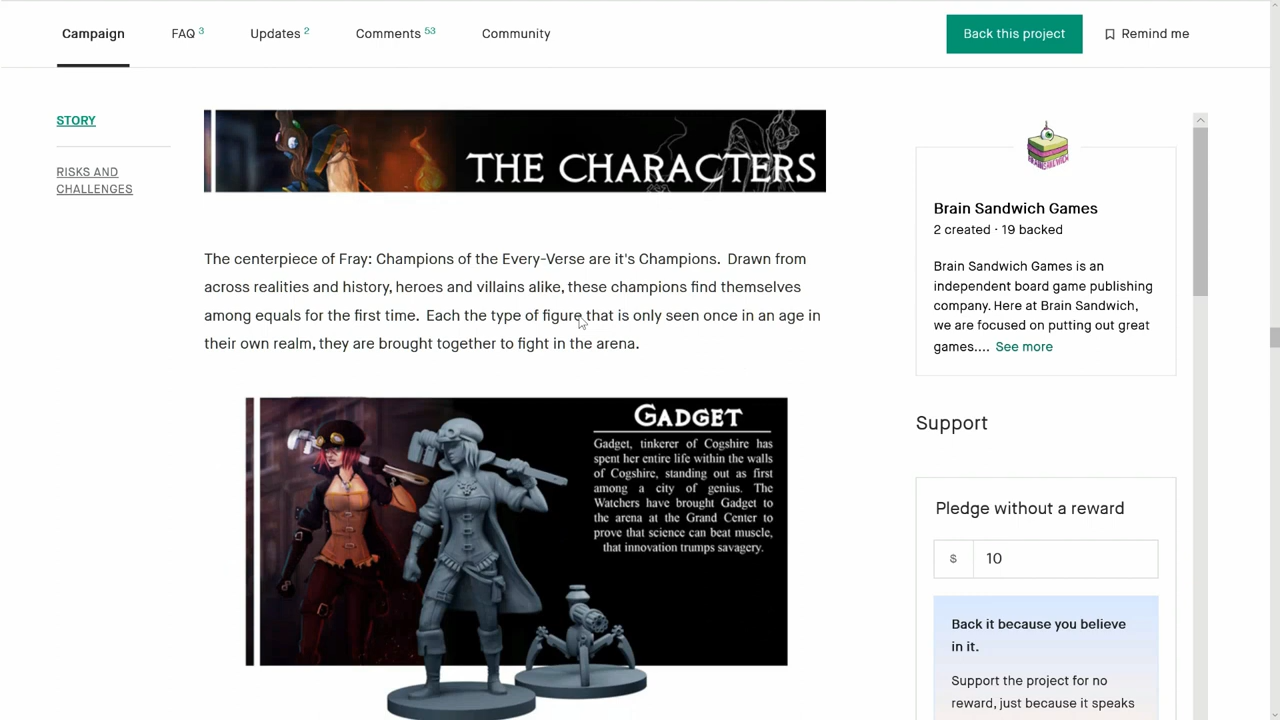 Campaign
FAQ 3
Updates 2
Comments 53
Community
Back this project
Remind me
STORY
RISKS AND
CHALLENGES
THE CHARACTERS
The centerpiece of Fray: Champions of the Every-Verse are it's Champions. Drawn from
across realities and history, heroes and villains alike, these champions find themselves
among equals for the first time. Each the type of figure that is only seen once in an age in
their own realm, they are brought together to fight in the arena.
GADGET
Gadget, tinkerer of Cogshire has
spent her entire life within the walls
of Cogshire, standing out as first
among a city of genius. The
Watchers have brought Gadget to
the arena at the Grand Center to
prove that science can beat muscle,
that innovation trumps savagery.
Brain Sandwich Games
2 created · 19 backed
Brain Sandwich Games is an
independent board game publishing
company. Here at Brain Sandwich,
we are focused on putting out great
games.... See more
Support
Pledge without a reward
$ 10
Back it because you believe
in it.
Support the project for no
reward, just because it speaks